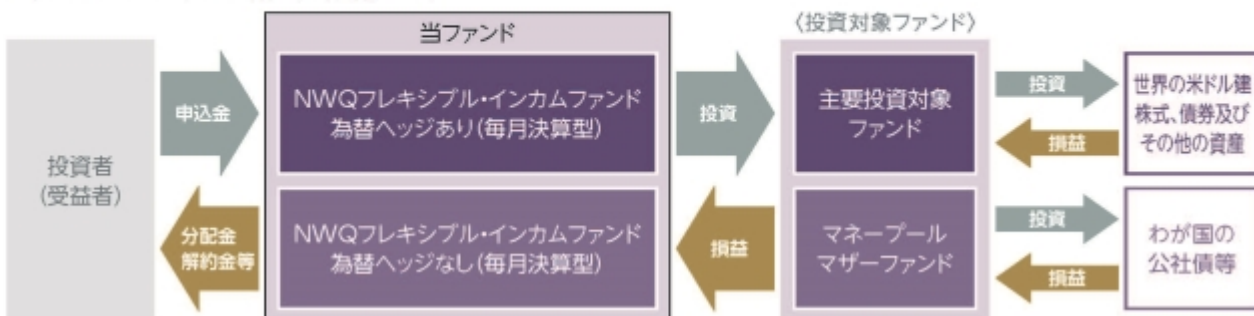 当ファンド
〈投資対象ファンド〉
投資者
(受益者)
申込金
分配金
解約金等
NWQフレキシブル・インカムファンド
為替ヘッジあり(毎月決算型)
NWQフレキシブル・インカムファンド
為替ヘッジなし(毎月決算型)
投資
損益
主要投資対象
ファンド
マネープール
マザーファンド
投資
損益
世界の米ドル建
株式、債券及び
その他の資産
投資
損益
わが国の
公社債等